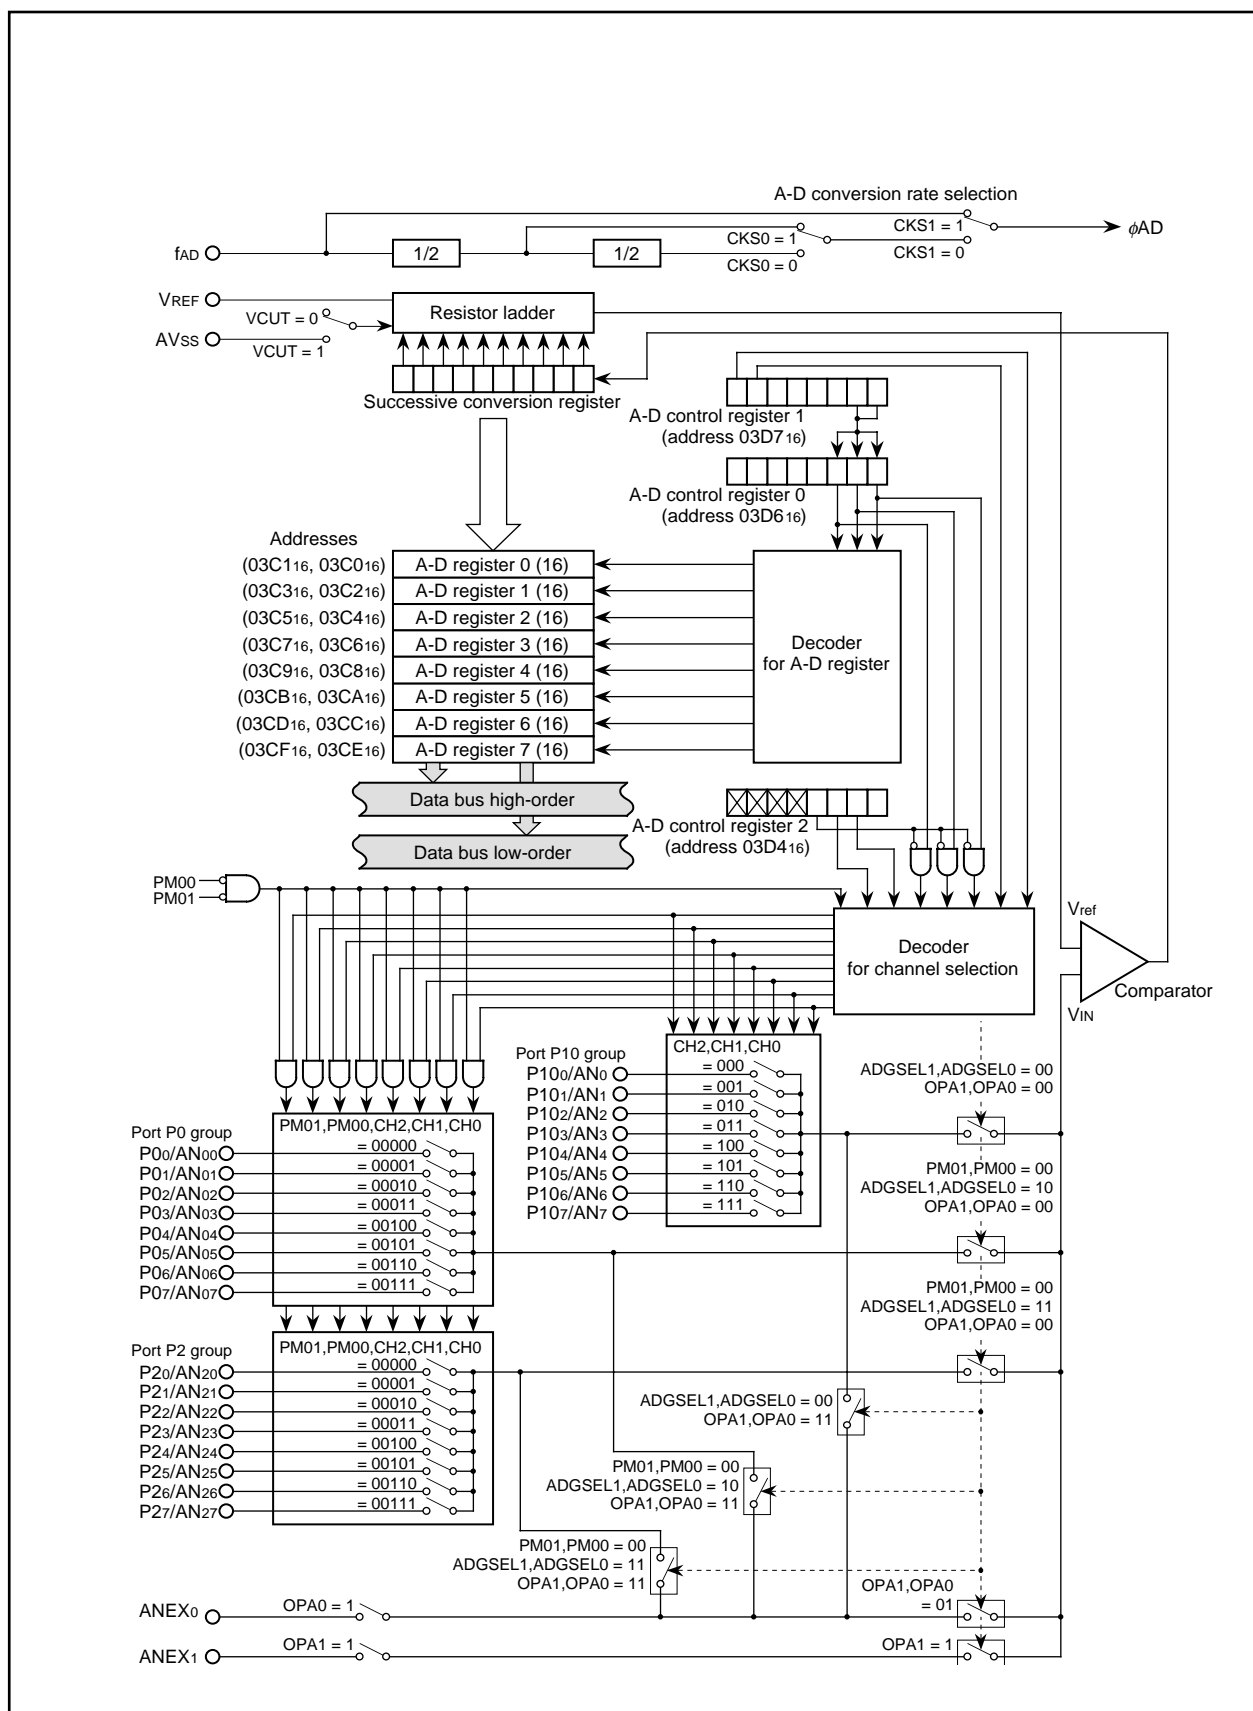 A-D conversion rate selection
CKS0 = 1
CKS1 = 1
φAD
fAD
1/2
1/2
CKS0 = 0
CKS1 = 0
VREF
VCUT = 0
Resistor ladder
AVSS
VCUT = 1
Successive conversion register
A-D control register 1
(address 03D716)
A-D control register 0
(address 03D616)
Addresses
(03C116, 03C016)
A-D register 0 (16)
(03C316, 03C216)
A-D register 1 (16)
(03C516, 03C416)
A-D register 2 (16)
(03C716, 03C616)
A-D register 3 (16)
(03C916, 03C816)
A-D register 4 (16)
(03CB16, 03CA16)
A-D register 5 (16)
(03CD16, 03CC16)
A-D register 6 (16)
(03CF16, 03CE16)
A-D register 7 (16)
Decoder
for A-D register
Data bus high-order
Data bus low-order
A-D control register 2
(address 03D416)
PM00
PM01
Decoder
for channel selection
Vref
Comparator
VIN
Port P10 group
CH2,CH1,CH0
P100/AN0
= 000
P101/AN1
= 001
P102/AN2
= 010
P103/AN3
= 011
P104/AN4
= 100
P105/AN5
= 101
P106/AN6
= 110
P107/AN7
= 111
ADGSEL1,ADGSEL0 = 00
OPA1,OPA0 = 00
Port P0 group
PM01,PM00,CH2,CH1,CH0
P00/AN00
= 00000
P01/AN01
= 00001
P02/AN02
= 00010
P03/AN03
= 00011
P04/AN04
= 00100
P05/AN05
= 00101
P06/AN06
= 00110
P07/AN07
= 00111
PM01,PM00 = 00
ADGSEL1,ADGSEL0 = 10
OPA1,OPA0 = 00
PM01,PM00 = 00
ADGSEL1,ADGSEL0 = 11
OPA1,OPA0 = 00
Port P2 group
PM01,PM00,CH2,CH1,CH0
P20/AN20
= 00000
P21/AN21
= 00001
P22/AN22
= 00010
P23/AN23
= 00011
P24/AN24
= 00100
P25/AN25
= 00101
P26/AN26
= 00110
P27/AN27
= 00111
ADGSEL1,ADGSEL0 = 00
OPA1,OPA0 = 11
PM01,PM00 = 00
ADGSEL1,ADGSEL0 = 10
OPA1,OPA0 = 11
PM01,PM00 = 00
ADGSEL1,ADGSEL0 = 11
OPA1,OPA0 = 11
OPA1,OPA0
= 01
ANEX0
OPA0 = 1
ANEX1
OPA1 = 1
OPA1 = 1